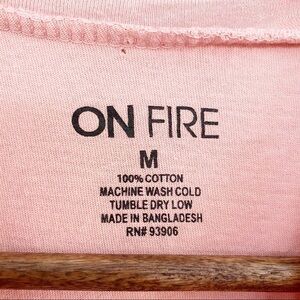 ON FIRE
M
100% COTTON
MACHINE WASH COLD
TUMBLE DRY LOW
MADE IN BANGLADESH
RN# 93906